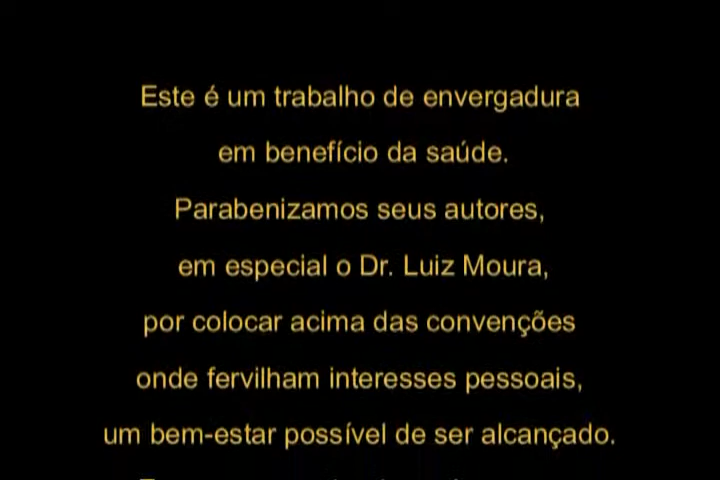 Este é um trabalho de envergadura
em benefício da saúde.
Parabenizamos seus autores,
em especial o Dr. Luiz Moura,
por colocar acima das convenções
onde fervilham interesses pessoais,
um bem-estar possível de ser alcançado.